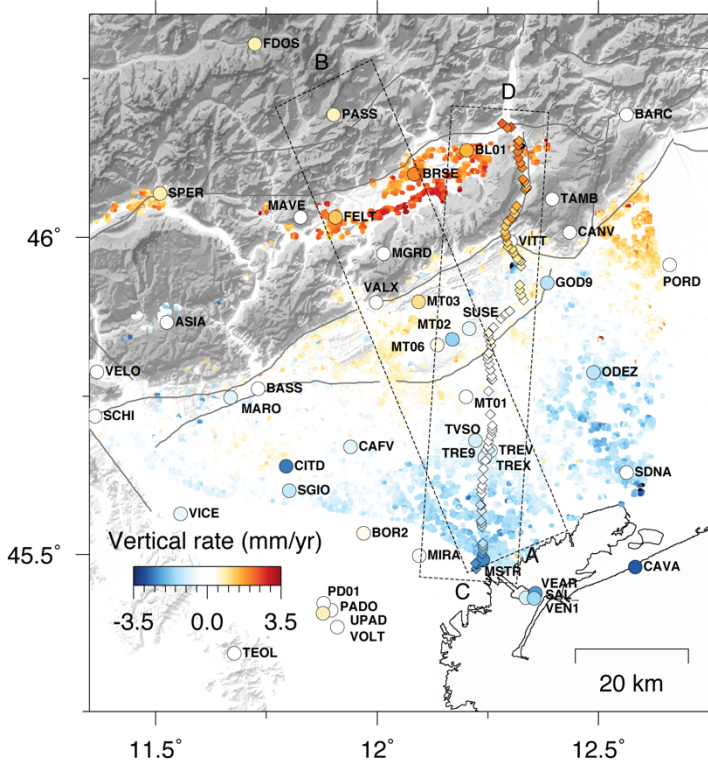 FDOS
B
PASS
D
BARC
BL01
BRSE
SPER
MAVE
FELT
TAMB
46°
VITT
CANV
MGRD
PORD
VALX
GOD9
MT03
ASIA
SUSE
MT02
MT06
VELO
ODEZ
BASS
MARO
MT01
SCHI
TVSO
CAFV
TRE9
TREV
TREX
CITD
SDNA
SGIO
VICE
BOR2
Vertical rate (mm/yr)
45.5°
MIRA
A
MSTR
CAVA
VEAR
SAL
VEN1
C
-3.5
0.0
3.5
PD01
PADO
UPAD
VOLT
TEOL
20 km
11.5°
12°
12.5°